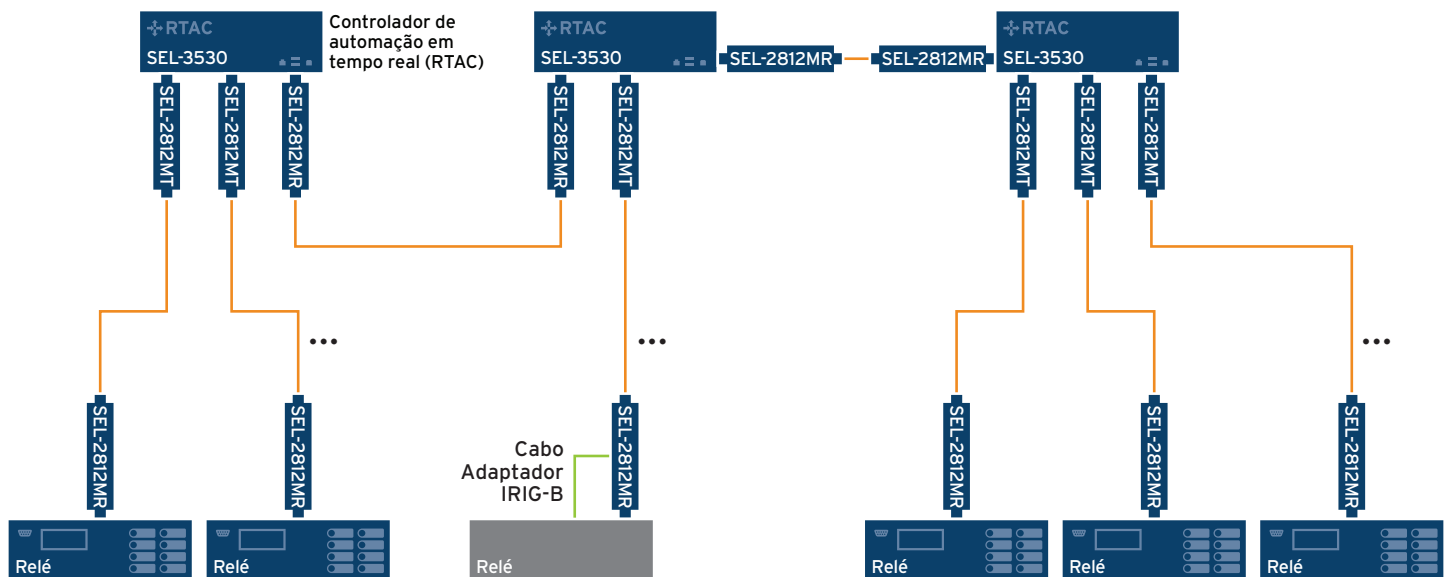 RTAC
SEL-3530
Controlador de
automação em
tempo real (RTAC)
RTAC
SEL-3530
SEL-2812MR
SEL-2812MR
RTAC
SEL-3530
SEL-2812MT
SEL-2812MT
SEL-2812MR
SEL-2812MR
SEL-2812MT
SEL-2812MT
SEL-2812MT
SEL-2812MT
...
...
...
SEL-2812MR
SEL-2812MR
Cabo
Adaptador
IRIG-B
SEL-2812MR
SEL-2812MR
SEL-2812MR
SEL-2812MR
Relé
Relé
Relé
Relé
Relé
Relé